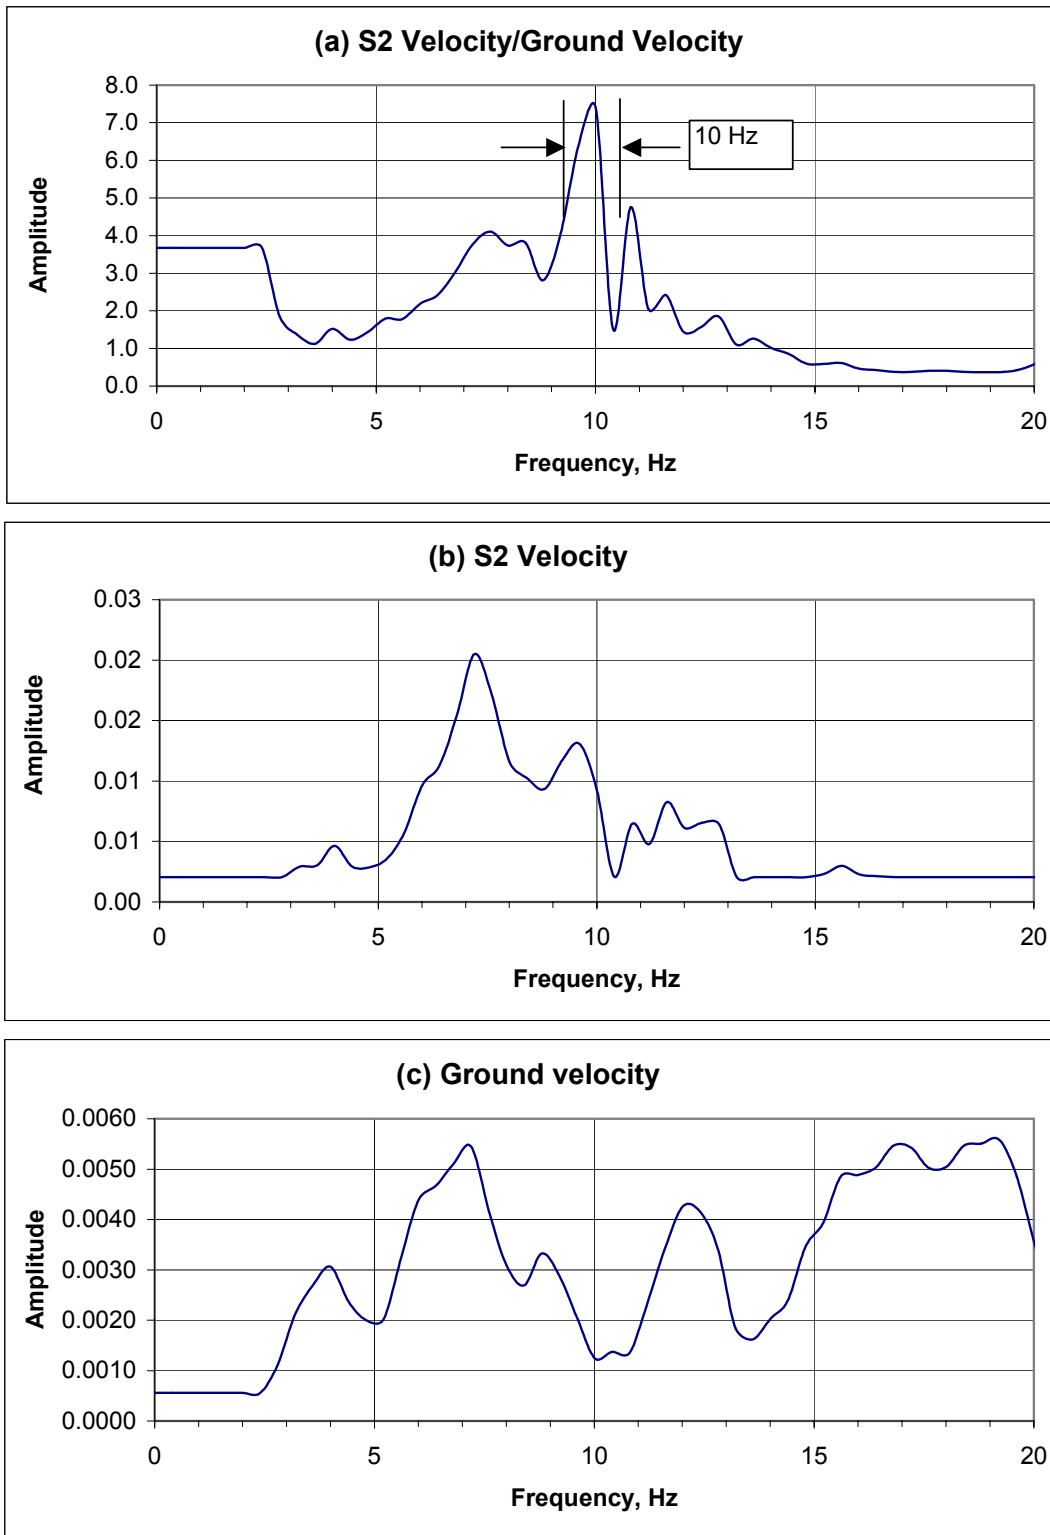 (a) S2 Velocity/Ground Velocity
8.0
7.0
6.0
5.0
4.0
3.0
2.0
1.0
0.0
Amplitude
10 Hz
0 5 10 15 20
Frequency, Hz
(b) S2 Velocity
0.03
0.02
0.02
0.01
0.01
0.00
Amplitude
0 5 10 15 20
Frequency, Hz
(c) Ground velocity
0.0060
0.0050
0.0040
0.0030
0.0020
0.0010
0.0000
Amplitude
0 5 10 15 20
Frequency, Hz